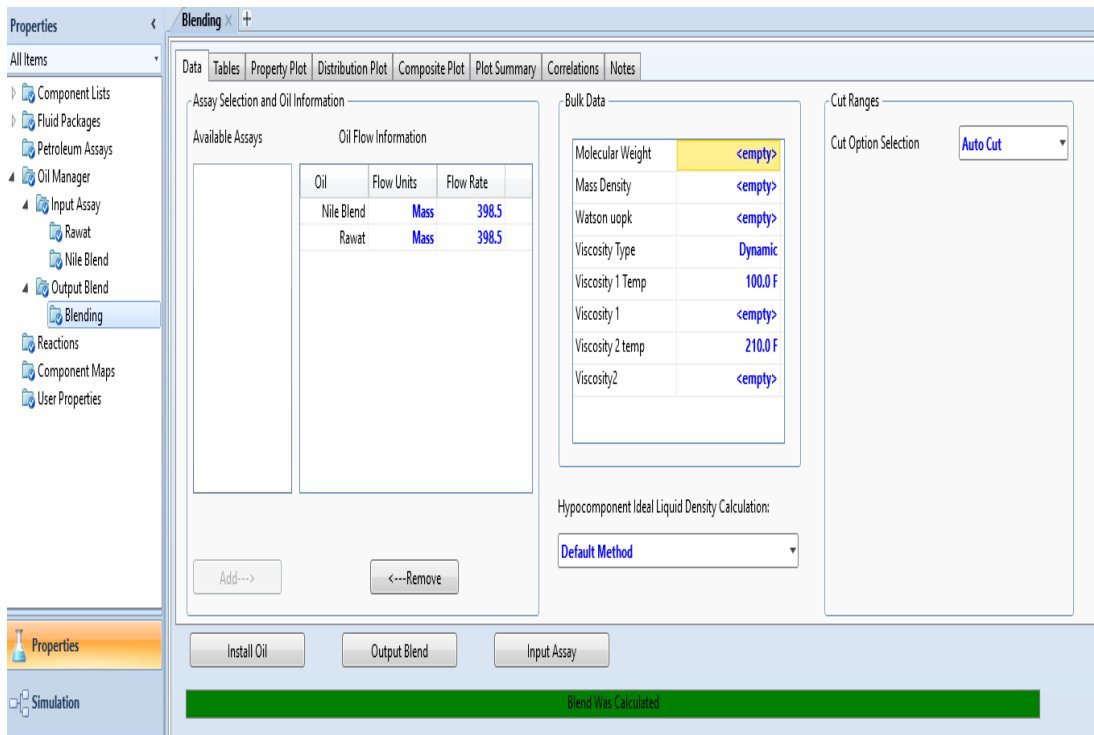 Properties
All Items
Component Lists
Fluid Packages
Petroleum Assays
Oil Manager
Input Assay
Rawat
Nile Blend
Output Blend
Blending
Reactions
Component Maps
User Properties
Properties
Simulation
Blending
Data Tables Property Plot Distribution Plot Composite Plot Plot Summary Correlations Notes
Assay Selection and Oil Information
Available Assays
Oil Flow Information
Oil Flow Units Flow Rate
Nile Blend Mass 398.5
Rawat Mass 398.5
Add--->
<---Remove
Bulk Data
Molecular Weight <empty>
Mass Density <empty>
Watson uopk <empty>
Viscosity Type Dynamic
Viscosity 1 Temp 100.0 F
Viscosity 1 <empty>
Viscosity 2 temp 210.0 F
Viscosity2 <empty>
Hypocomponent Ideal Liquid Density Calculation:
Default Method
Cut Ranges
Cut Option Selection Auto Cut
Install Oil Output Blend Input Assay
Blend Was Calculated